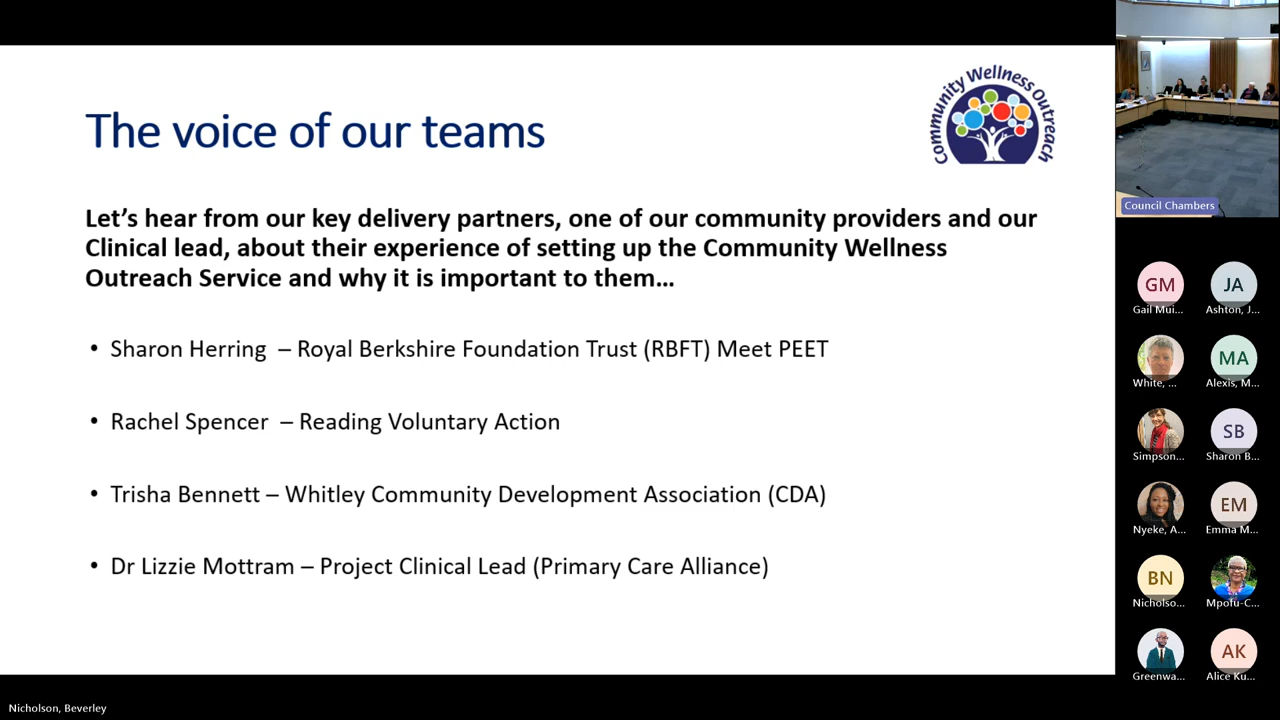 The voice of our teams
Community Wellness Outreach
Let's hear from our key delivery partners, one of our community providers and our
Clinical lead, about their experience of setting up the Community Wellness
Outreach Service and why it is important to them…
• Sharon Herring – Royal Berkshire Foundation Trust (RBFT) Meet PEET
• Rachel Spencer – Reading Voluntary Action
• Trisha Bennett – Whitley Community Development Association (CDA)
• Dr Lizzie Mottram – Project Clinical Lead (Primary Care Alliance)
Council Chambers
GM
JA
Gail Mui...
Ashton, J...
MA
White, ...
Alexis, M...
SB
Simpson...
Sharon B...
EM
Nyeke, A...
Emma M...
BN
Nicholso...
Mpofu-C...
AK
Greenwa...
Alice Ku...
Nicholson, Beverley